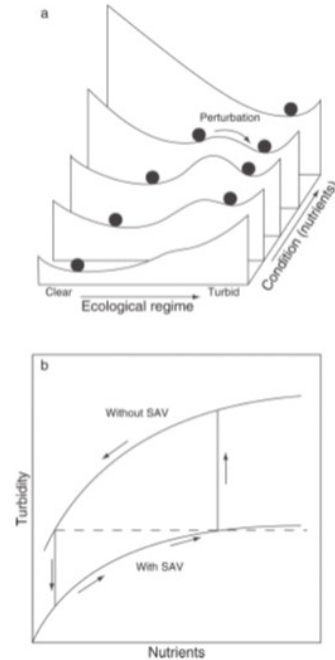 a
Perturbation
Condition (nutrients)
Clear
Turbid
Ecological regime
b
Without SAV
Turbidity
With SAV
Nutrients